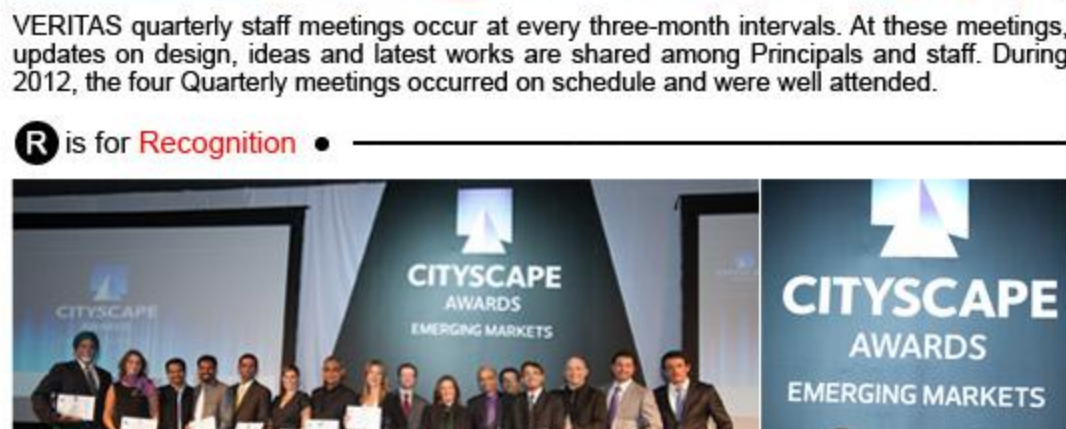 VERITAS quarterly staff meetings occur at every three-month intervals. At these meetings,
updates on design, ideas and latest works are shared among Principals and staff. During
2012, the four Quarterly meetings occurred on schedule and were well attended.
R is for Recognition •
CITYSCAPE
AWARDS
EMERGING MARKETS
CITYSCAPE
CITYSCAPE
AWARDS
EMERGING MARKETS